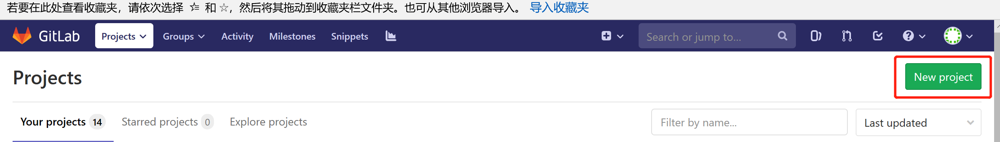 若要在此处查看收藏夹，请依次选择 和 ，然后将其拖动到收藏夹栏文件夹。也可从其他浏览器导入。 导入收藏夹
GitLab Projects Groups Activity Milestones Snippets Search or jump to...
Projects New project
Your projects 14 Starred projects 0 Explore projects Filter by name... Last updated